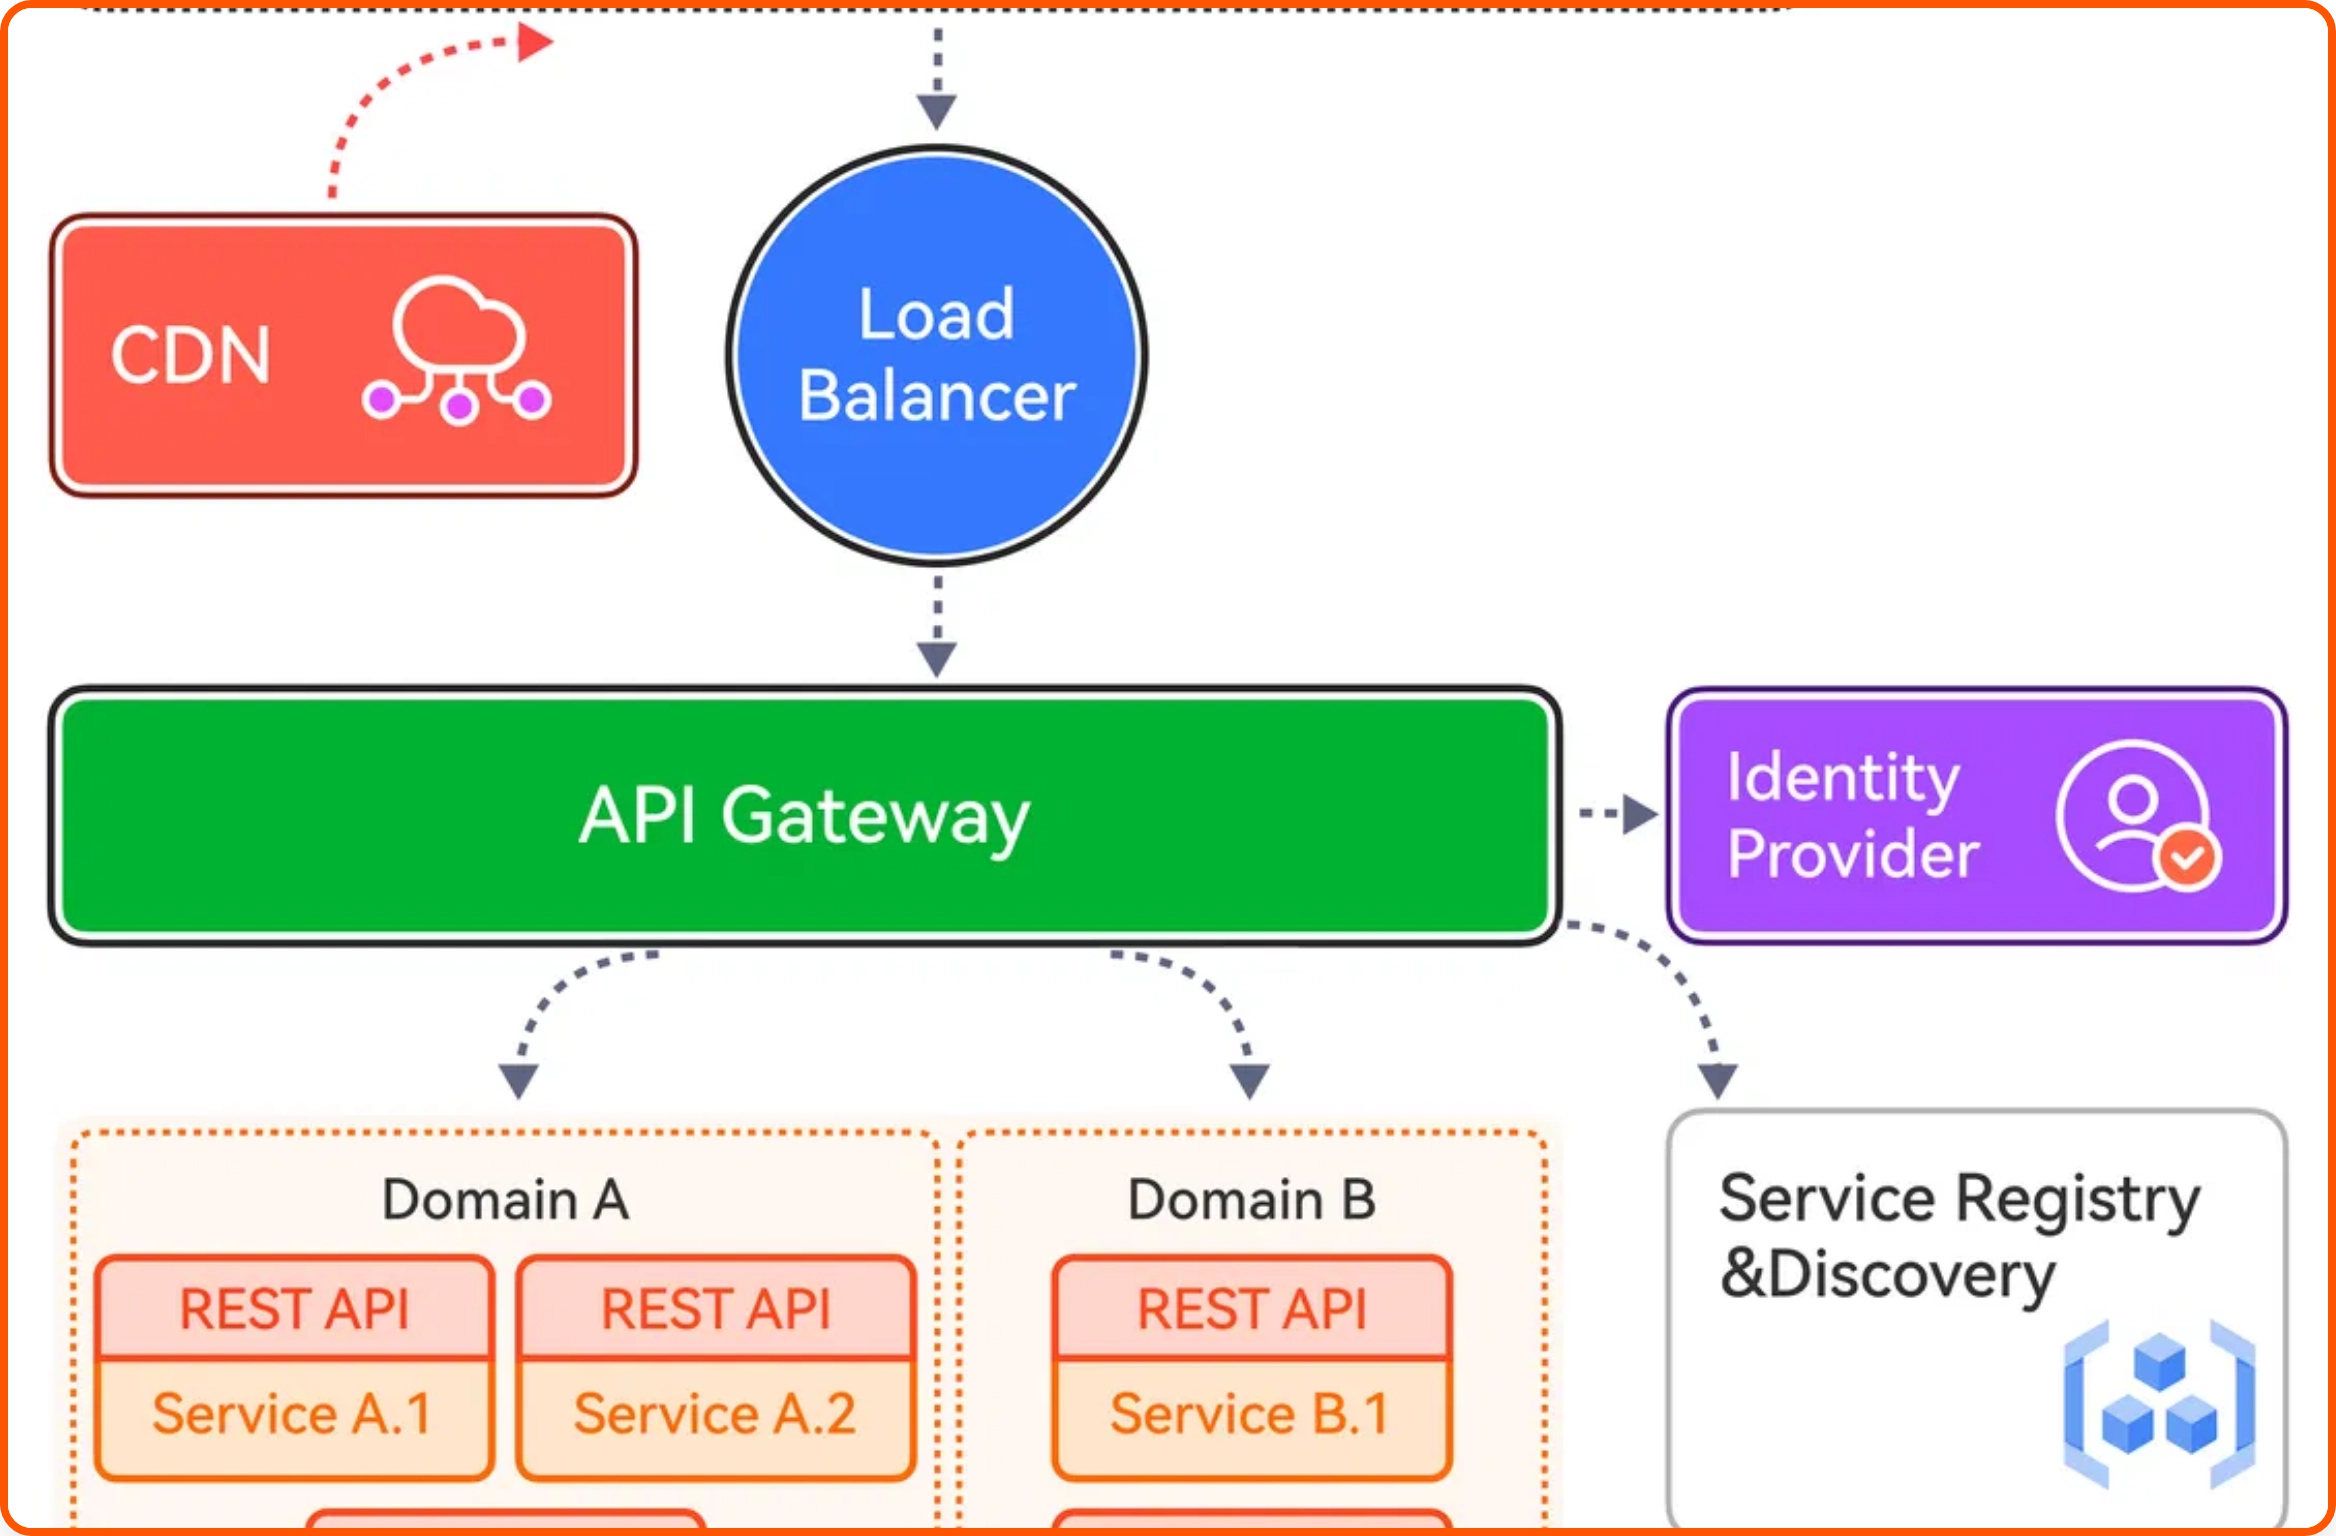 CDN
Load
Balancer
API Gateway
Identity
Provider
Domain A
Domain B
Service Registry
&Discovery
REST API
REST API
REST API
Service A.1
Service A.2
Service B.1